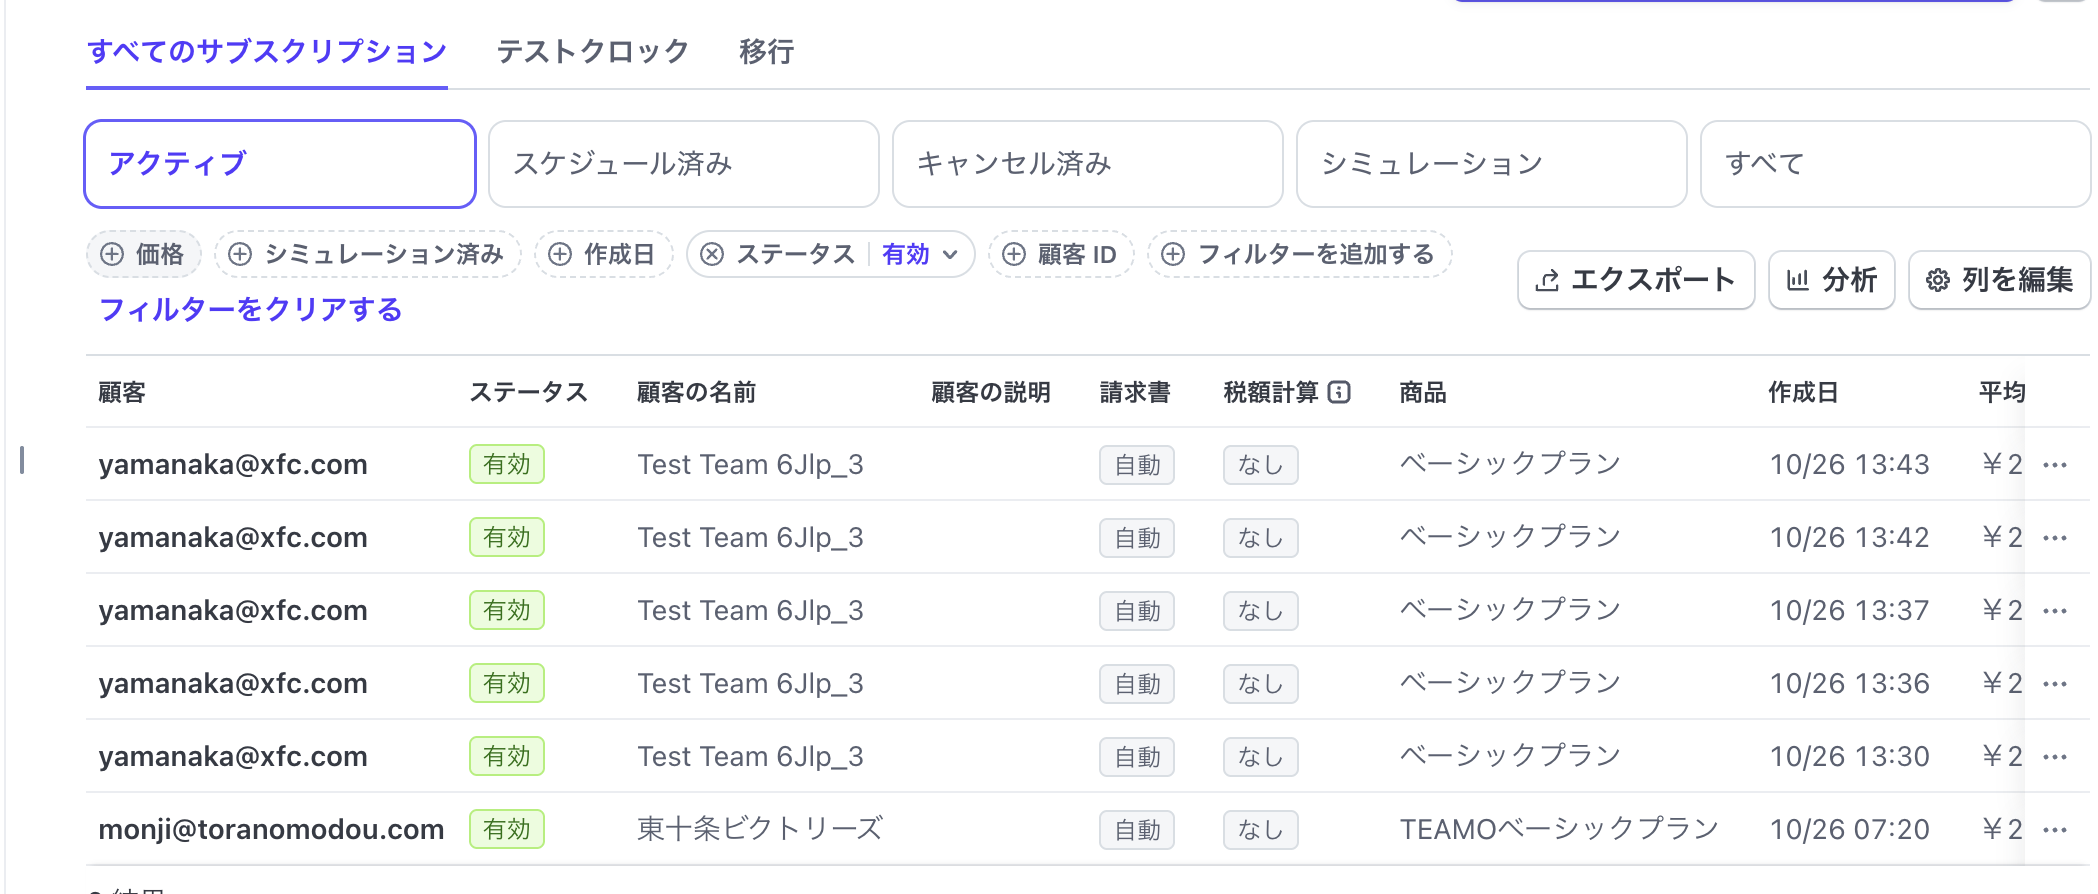 すべてのサブスクリプション テストクロック 移行
アクティブ スケジュール済み キャンセル済み シミュレーション すべて
価格 シミュレーション済み 作成日 ステータス 有効 顧客 ID フィルターを追加する
フィルターをクリアする
エクスポート 分析 列を編集
顧客 ステータス 顧客の名前 顧客の説明 請求書 税額計算 商品 作成日 平均
yamanaka@xfc.com 有効 Test Team 6Jlp_3 自動 なし ベーシックプラン 10/26 13:43 ¥2
yamanaka@xfc.com 有効 Test Team 6Jlp_3 自動 なし ベーシックプラン 10/26 13:42 ¥2
yamanaka@xfc.com 有効 Test Team 6Jlp_3 自動 なし ベーシックプラン 10/26 13:37 ¥2
yamanaka@xfc.com 有効 Test Team 6Jlp_3 自動 なし ベーシックプラン 10/26 13:36 ¥2
yamanaka@xfc.com 有効 Test Team 6Jlp_3 自動 なし ベーシックプラン 10/26 13:30 ¥2
monji@toranomodou.com 有効 東十条ビクトリーズ 自動 なし TEAMOベーシックプラン 10/26 07:20 ¥2